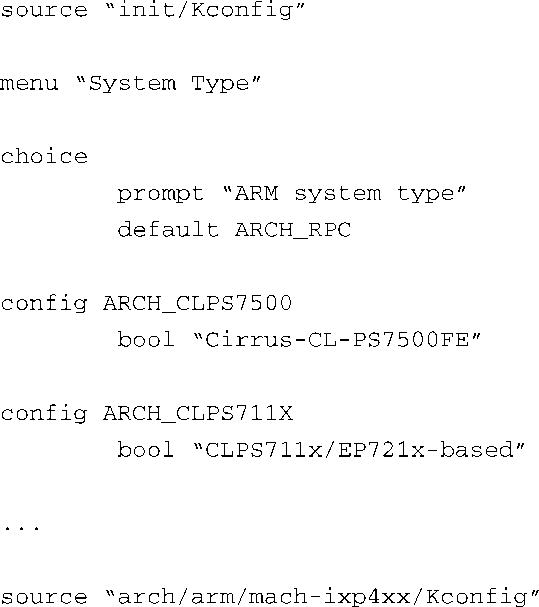 source “init/Kconfig”
menu “System Type”
choice
prompt “ARM system type”
default ARCH_RPC
config ARCH_CLPS7500
bool “Cirrus-CL-PS7500FE”
config ARCH_CLPS711X
bool “CLPS711x/EP721x-based”
...
source “arch/arm/mach-ixp4xx/Kconfig”